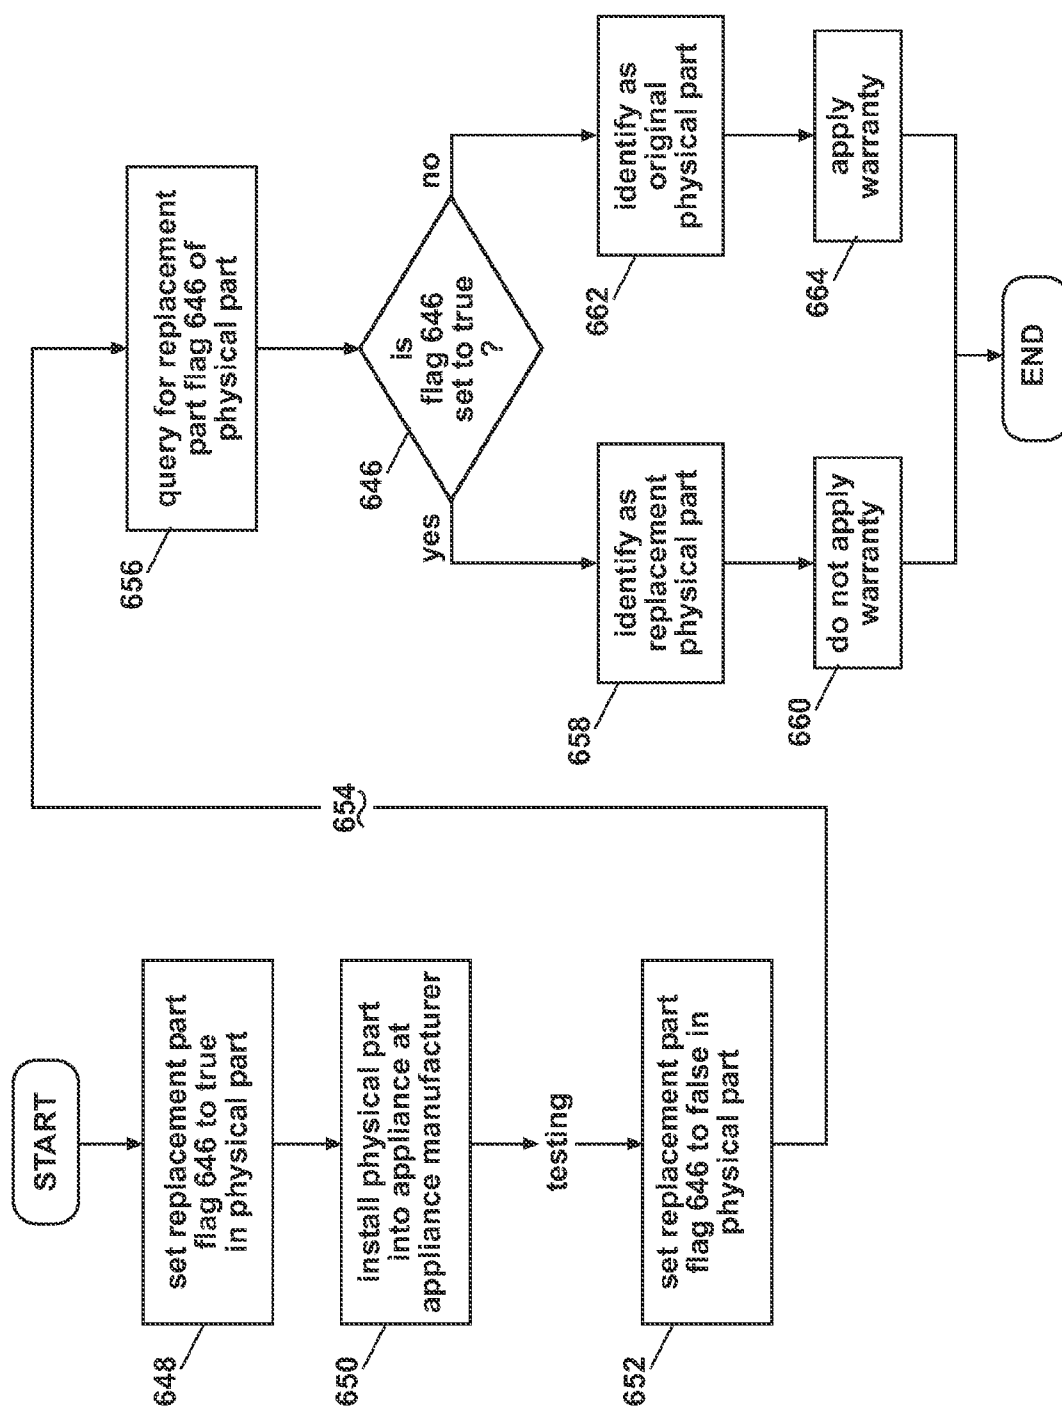 START
set replacement part
flag 646 to true
in physical part
648
install physical part
into appliance at
appliance manufacturer
650
testing
set replacement part
flag 646 to false in
physical part
652
654
query for replacement
part flag 646 of
physical part
656
is
flag 646
set to true
?
646
yes
no
identify as
replacement
physical part
658
do not apply
warranty
660
identify as
original
physical part
662
apply
warranty
664
END